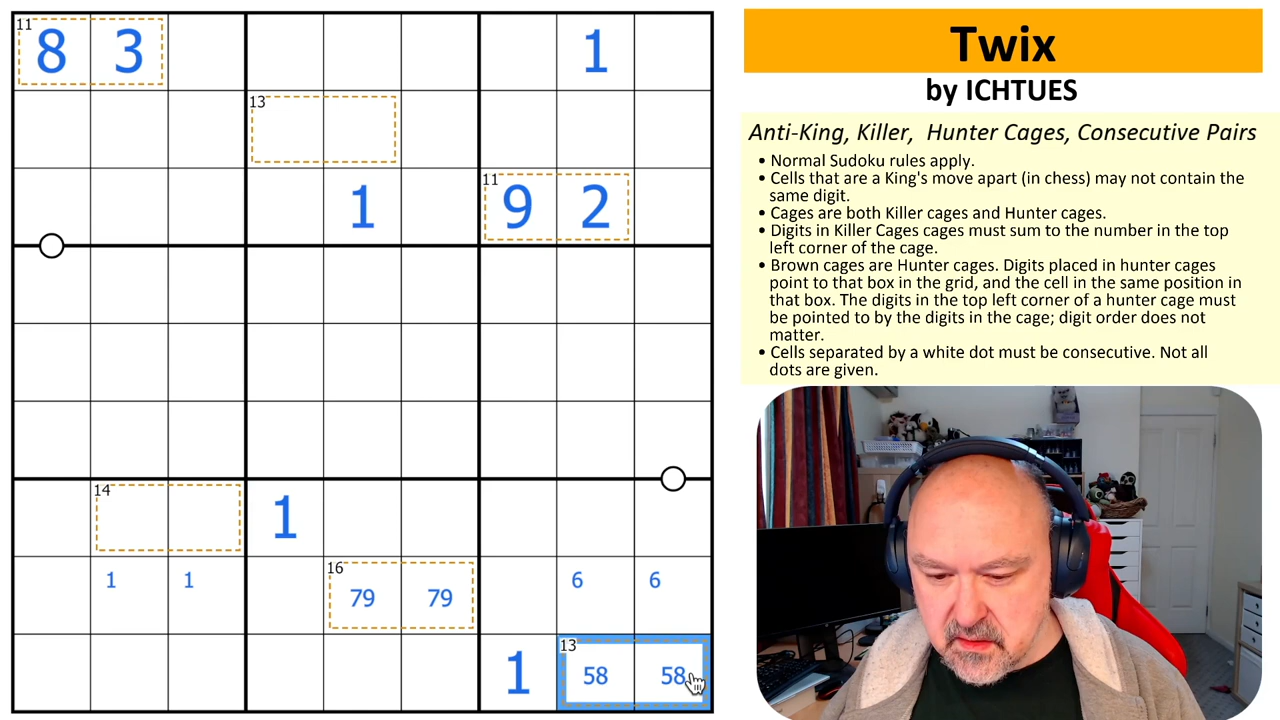 11
8 3 1
13
1
11
9 2
14
1
1 1
16
79 79
6 6
1
13
58 58
Twix
by ICHTUES
Anti-King, Killer, Hunter Cages, Consecutive Pairs
• Normal Sudoku rules apply.
• Cells that are a King's move apart (in chess) may not contain the
same digit.
• Cages are both Killer cages and Hunter cages.
• Digits in Killer Cages cages must sum to the number in the top
left corner of the cage.
• Brown cages are Hunter cages. Digits placed in hunter cages
point to that box in the grid, and the cell in the same position in
that box. The digits in the top left corner of a hunter cage must
be pointed to by the digits in the cage; digit order does not
matter.
• Cells separated by a white dot must be consecutive. Not all
dots are given.